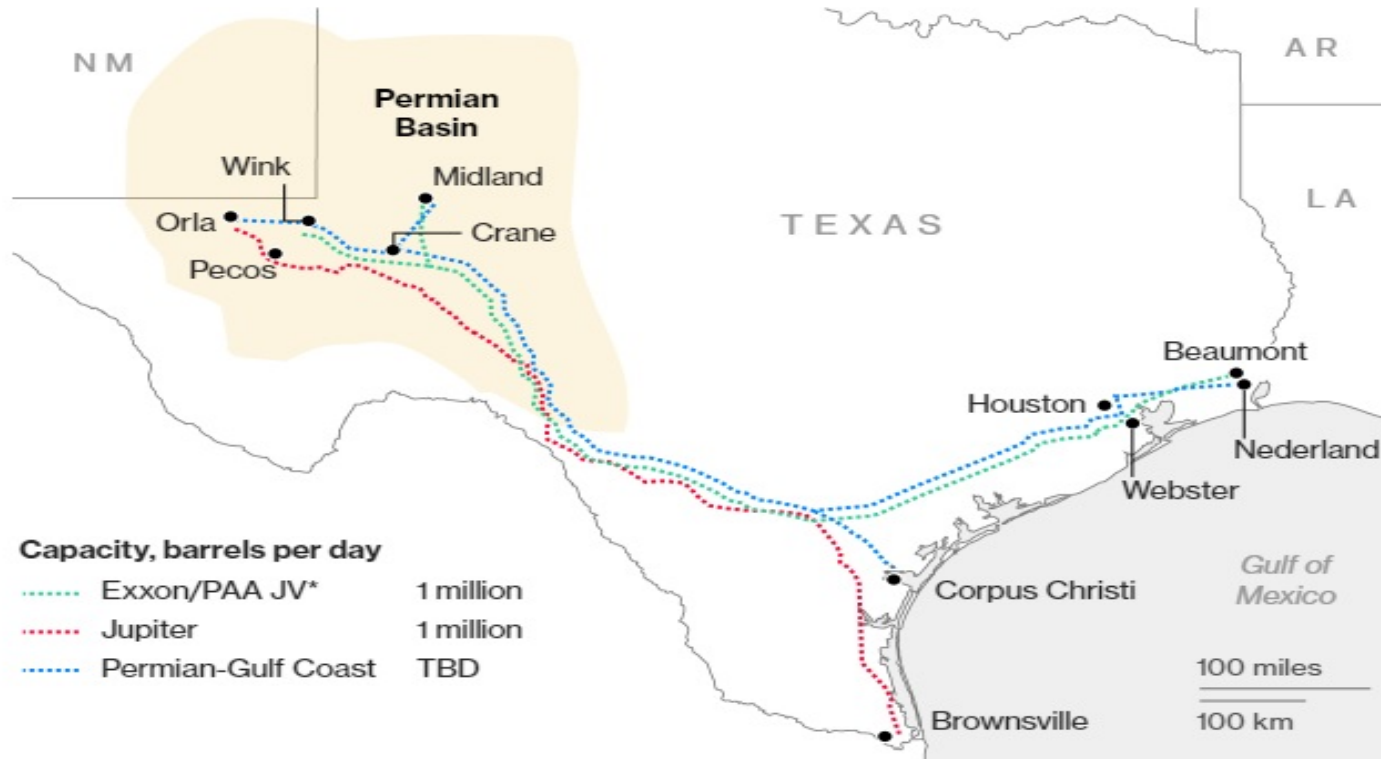 NM
AR
Permian
Basin
Wink
Midland
LA
Orla
Crane
TEXAS
Pecos
Beaumont
Houston
Nederland
Webster
Capacity, barrels per day
Exxon/PAA JV* 1 million
Jupiter 1 million
Permian-Gulf Coast TBD
Corpus Christi
Gulf of
Mexico
100 miles
100 km
Brownsville